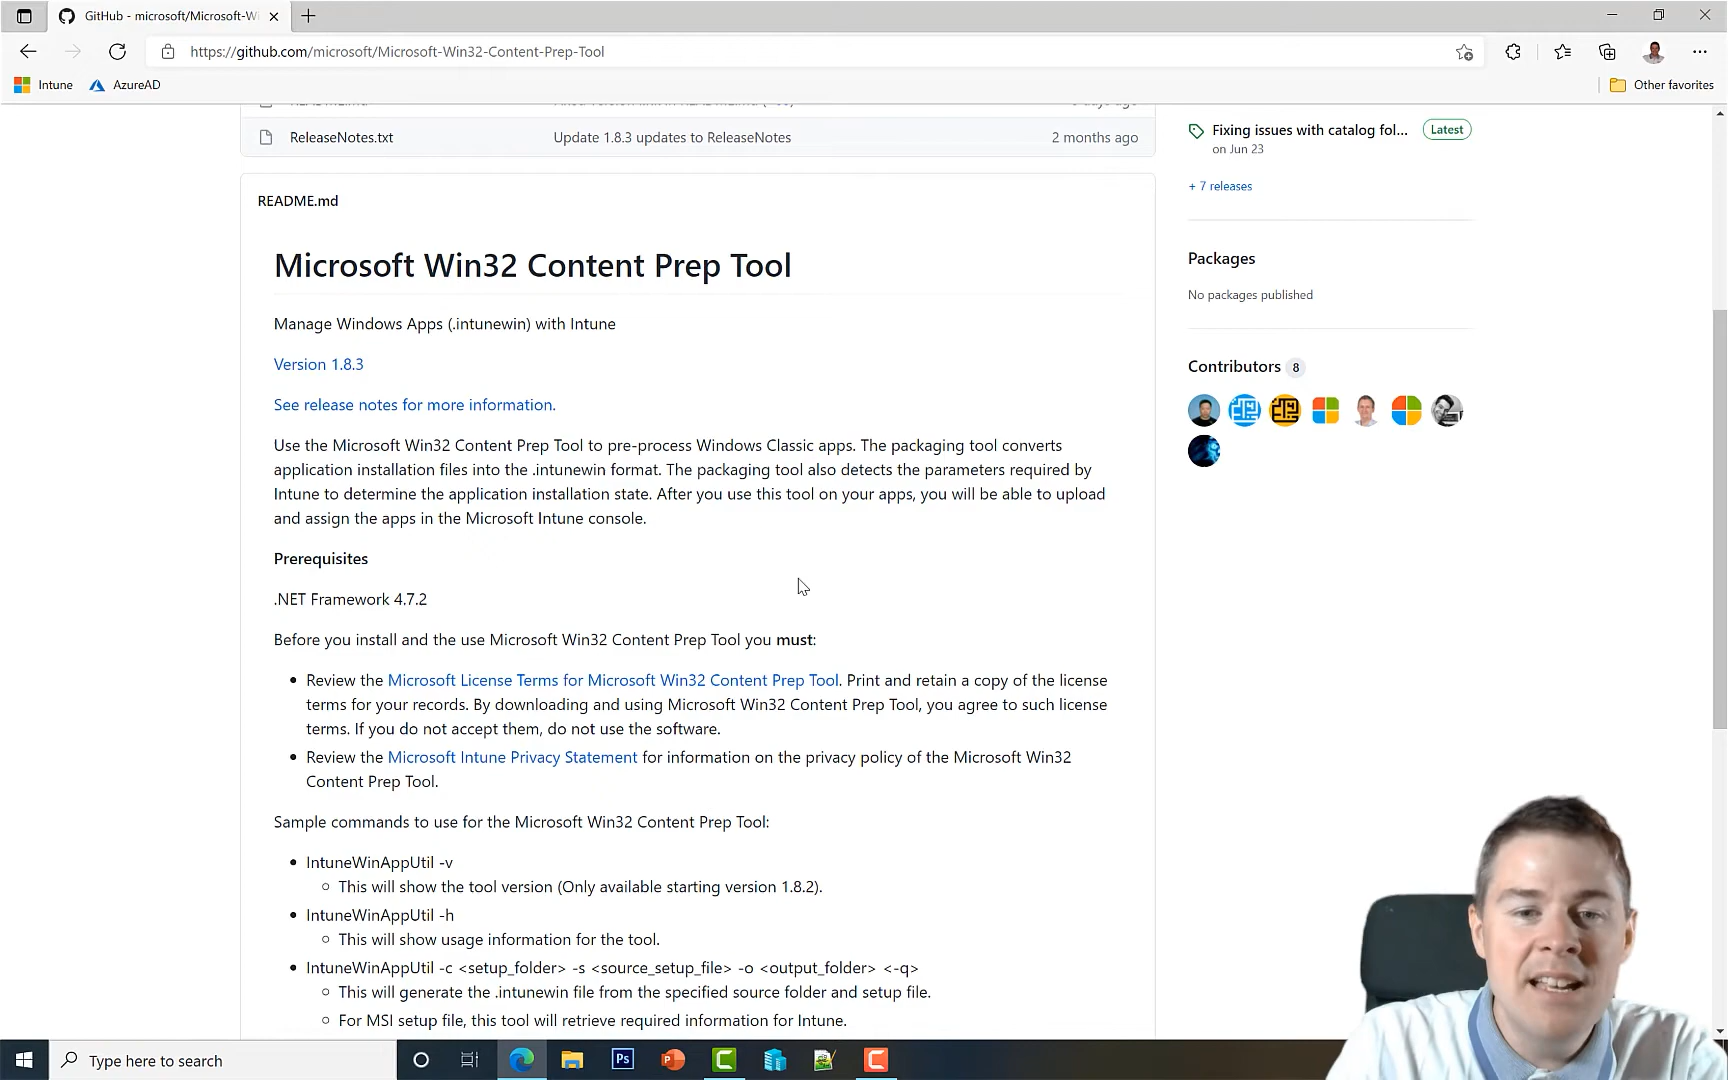 GitHub - microsoft/Microsoft-Wi
https://github.com/microsoft/Microsoft-Win32-Content-Prep-Tool
Intune
AzureAD
Other favorites
ReleaseNotes.txt
Update 1.8.3 updates to ReleaseNotes
2 months ago
Fixing issues with catalog fol...
Latest
on Jun 23
+ 7 releases
README.md
Microsoft Win32 Content Prep Tool
Packages
No packages published
Manage Windows Apps (.intunewin) with Intune
Version 1.8.3
Contributors 8
See release notes for more information.
Use the Microsoft Win32 Content Prep Tool to pre-process Windows Classic apps. The packaging tool converts
application installation files into the .intunewin format. The packaging tool also detects the parameters required by
Intune to determine the application installation state. After you use this tool on your apps, you will be able to upload
and assign the apps in the Microsoft Intune console.
Prerequisites
.NET Framework 4.7.2
Before you install and the use Microsoft Win32 Content Prep Tool you must:
• Review the Microsoft License Terms for Microsoft Win32 Content Prep Tool. Print and retain a copy of the license
terms for your records. By downloading and using Microsoft Win32 Content Prep Tool, you agree to such license
terms. If you do not accept them, do not use the software.
• Review the Microsoft Intune Privacy Statement for information on the privacy policy of the Microsoft Win32
Content Prep Tool.
Sample commands to use for the Microsoft Win32 Content Prep Tool:
• IntuneWinAppUtil -v
○ This will show the tool version (Only available starting version 1.8.2).
• IntuneWinAppUtil -h
○ This will show usage information for the tool.
• IntuneWinAppUtil -c <setup_folder> -s <source_setup_file> -o <output_folder> <-q>
○ This will generate the .intunewin file from the specified source folder and setup file.
○ For MSI setup file, this tool will retrieve required information for Intune.
Type here to search
Ps